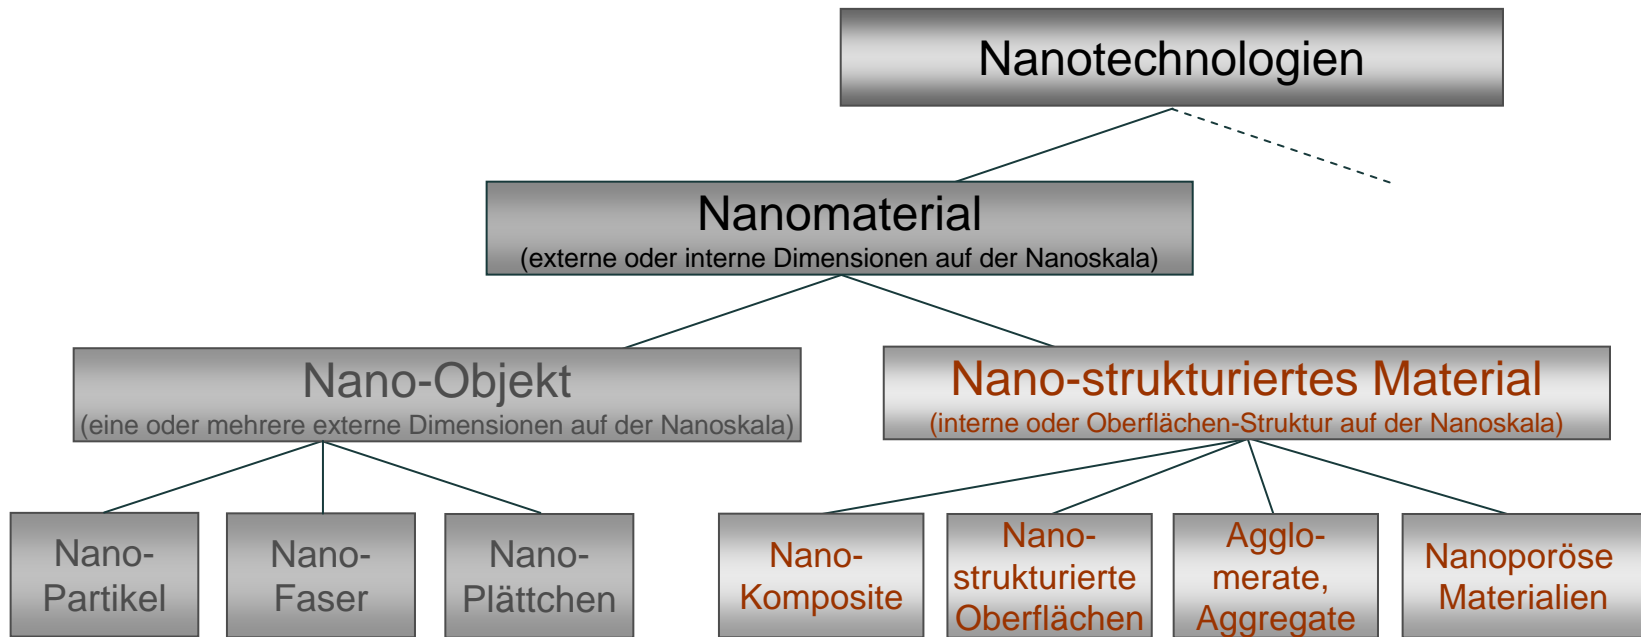 Nanotechnologien
Nanomaterial
(externe oder interne Dimensionen auf der Nanoskala)
Nano-Objekt
(eine oder mehrere externe Dimensionen auf der Nanoskala)
Nano-strukturiertes Material
(interne oder Oberflächen-Struktur auf der Nanoskala)
Nano-
Partikel
Nano-
Faser
Nano-
Plättchen
Nano-
Komposite
Nano-
strukturierte
Oberflächen
Agglo-
merate,
Aggregate
Nanoporöse
Materialien